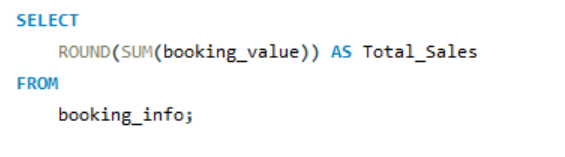 SELECT
ROUND(SUM(booking_value)) AS Total_Sales
FROM
booking_info;